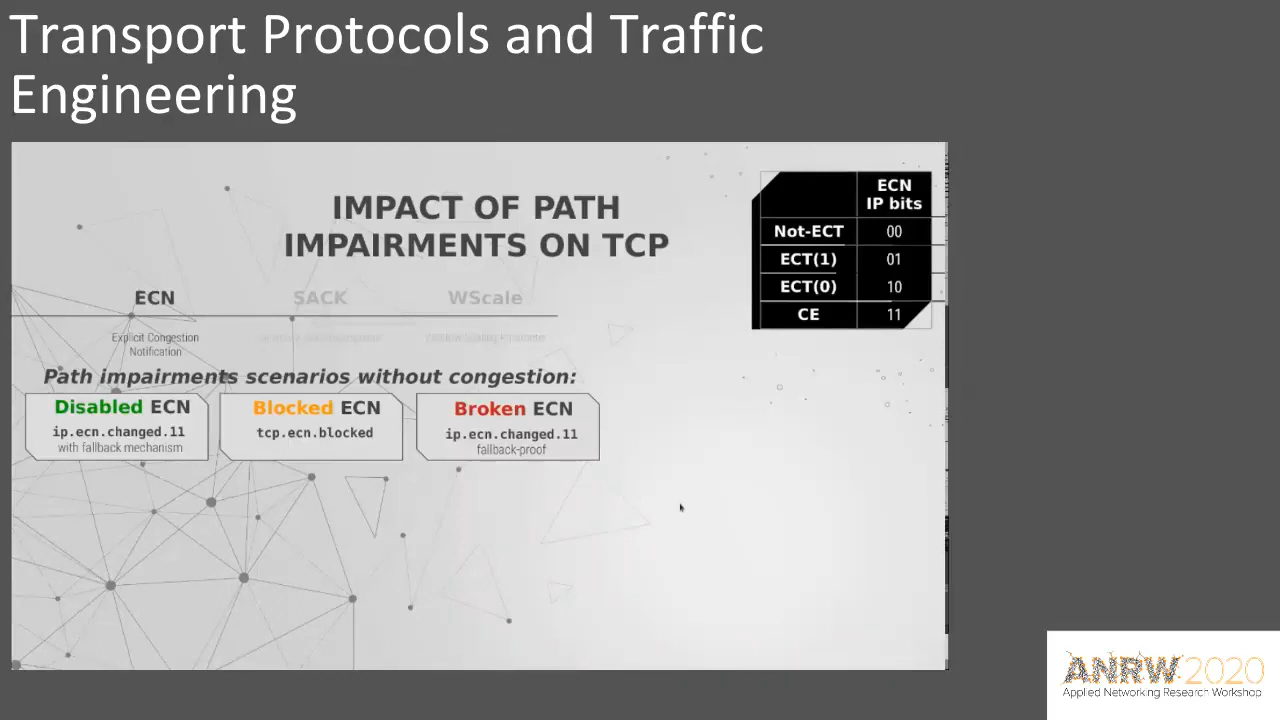 Transport Protocols and Traffic
Engineering
IMPACT OF PATH
IMPAIRMENTS ON TCP
ECN
IP bits
Not-ECT 00
ECT(1) 01
ECT(0) 10
CE 11
ECN SACK WScale
Explicit Congestion
Notification
Path impairments scenarios without congestion:
Disabled ECN
ip.ecn.changed.11
with fallback mechanism
Blocked ECN
tcp.ecn.blocked
Broken ECN
ip.ecn.changed.11
fallback-proof
ANRW2020
Applied Networking Research Workshop